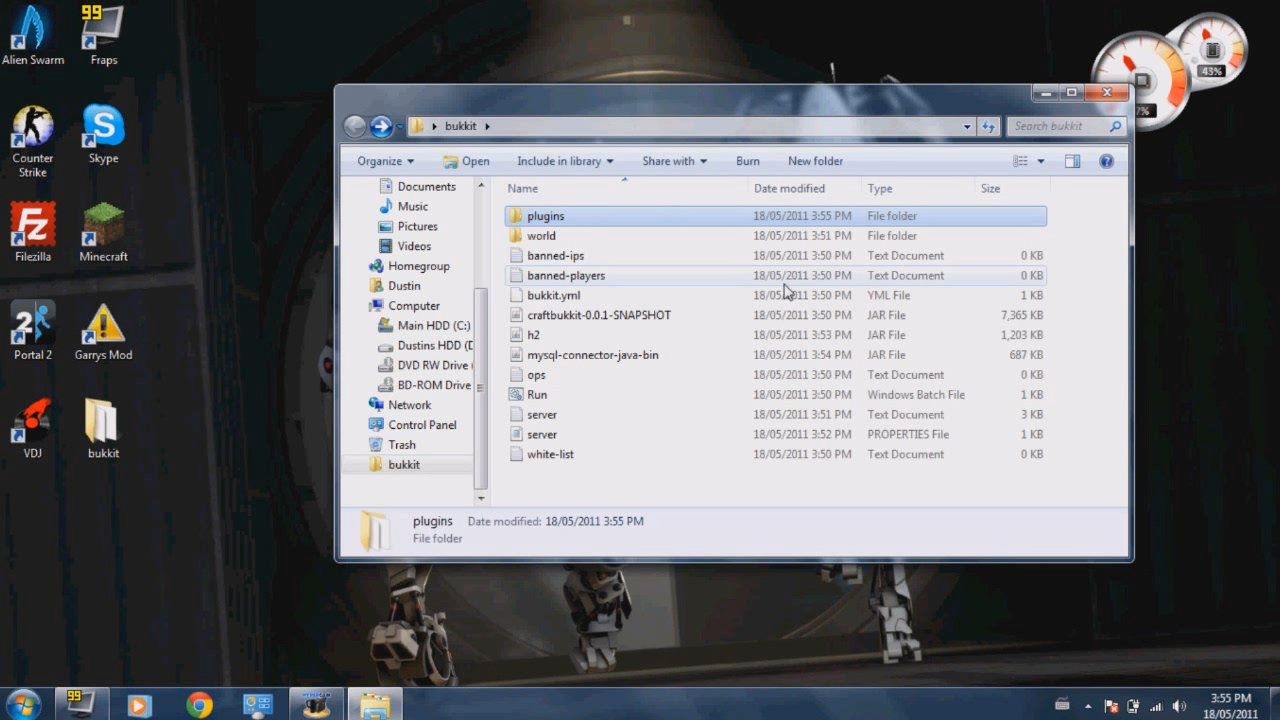 99
99
Alien Swarm
Fraps
Counter Strike
Skype
Filezilla
Minecraft
Portal 2
Garrys Mod
VDJ
bukkit
43%
7%
bukkit
Search bukkit
Organize
Open
Include in library
Share with
Burn
New folder
Documents
Music
Pictures
Videos
Homegroup
Dustin
Computer
Main HDD (C:)
Dustins HDD (D
DVD RW Drive (
BD-ROM Drive
Network
Control Panel
Trash
bukkit
Name Date modified Type Size
plugins 18/05/2011 3:55 PM File folder
world 18/05/2011 3:51 PM File folder
banned-ips 18/05/2011 3:50 PM Text Document 0 KB
banned-players 18/05/2011 3:50 PM Text Document 0 KB
bukkit.yml 18/05/2011 3:50 PM YML File 1 KB
craftbukkit-0.0.1-SNAPSHOT 18/05/2011 3:50 PM JAR File 7,365 KB
h2 18/05/2011 3:53 PM JAR File 1,203 KB
mysql-connector-java-bin 18/05/2011 3:54 PM JAR File 687 KB
ops 18/05/2011 3:50 PM Text Document 0 KB
Run 18/05/2011 3:50 PM Windows Batch File 1 KB
server 18/05/2011 3:51 PM Text Document 3 KB
server 18/05/2011 3:52 PM PROPERTIES File 1 KB
white-list 18/05/2011 3:50 PM Text Document 0 KB
plugins Date modified: 18/05/2011 3:55 PM
File folder
3:55 PM
18/05/2011